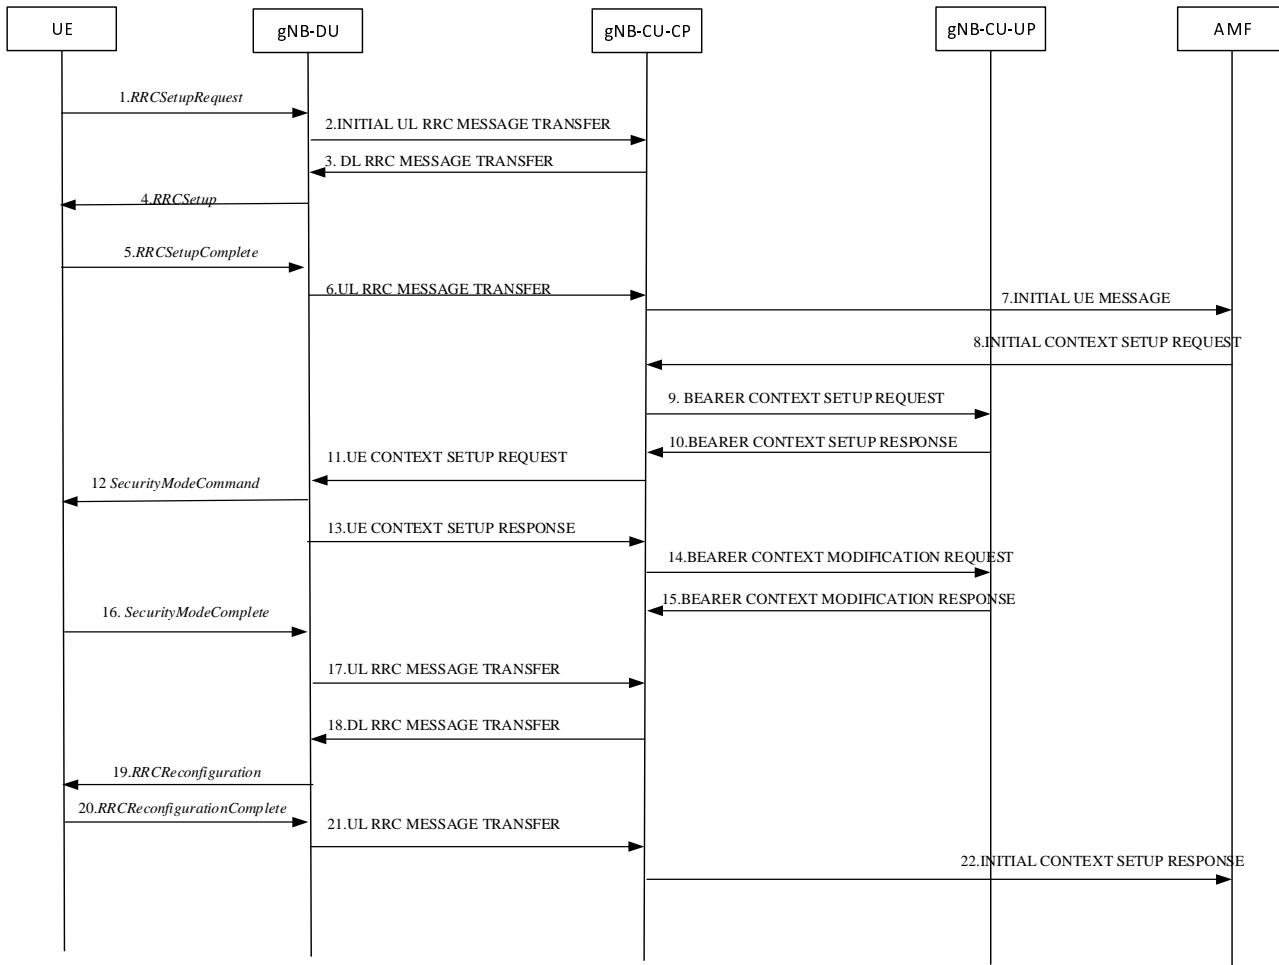 UE
gNB-DU
gNB-CU-CP
gNB-CU-UP
AMF
1.RRCSetupRequest
2.INITIAL UL RRC MESSAGE TRANSFER
3. DL RRC MESSAGE TRANSFER
4.RRCSetup
5.RRCSetupComplete
6.UL RRC MESSAGE TRANSFER
7.INITIAL UE MESSAGE
8.INITIAL CONTEXT SETUP REQUEST
9. BEARER CONTEXT SETUP REQUEST
10.BEARER CONTEXT SETUP RESPONSE
11.UE CONTEXT SETUP REQUEST
12 SecurityModeCommand
13.UE CONTEXT SETUP RESPONSE
14.BEARER CONTEXT MODIFICATION REQUEST
15.BEARER CONTEXT MODIFICATION RESPONSE
16. SecurityModeComplete
17.UL RRC MESSAGE TRANSFER
18.DL RRC MESSAGE TRANSFER
19.RRCReconfiguration
20.RRCReconfigurationComplete
21.UL RRC MESSAGE TRANSFER
22.INITIAL CONTEXT SETUP RESPONSE